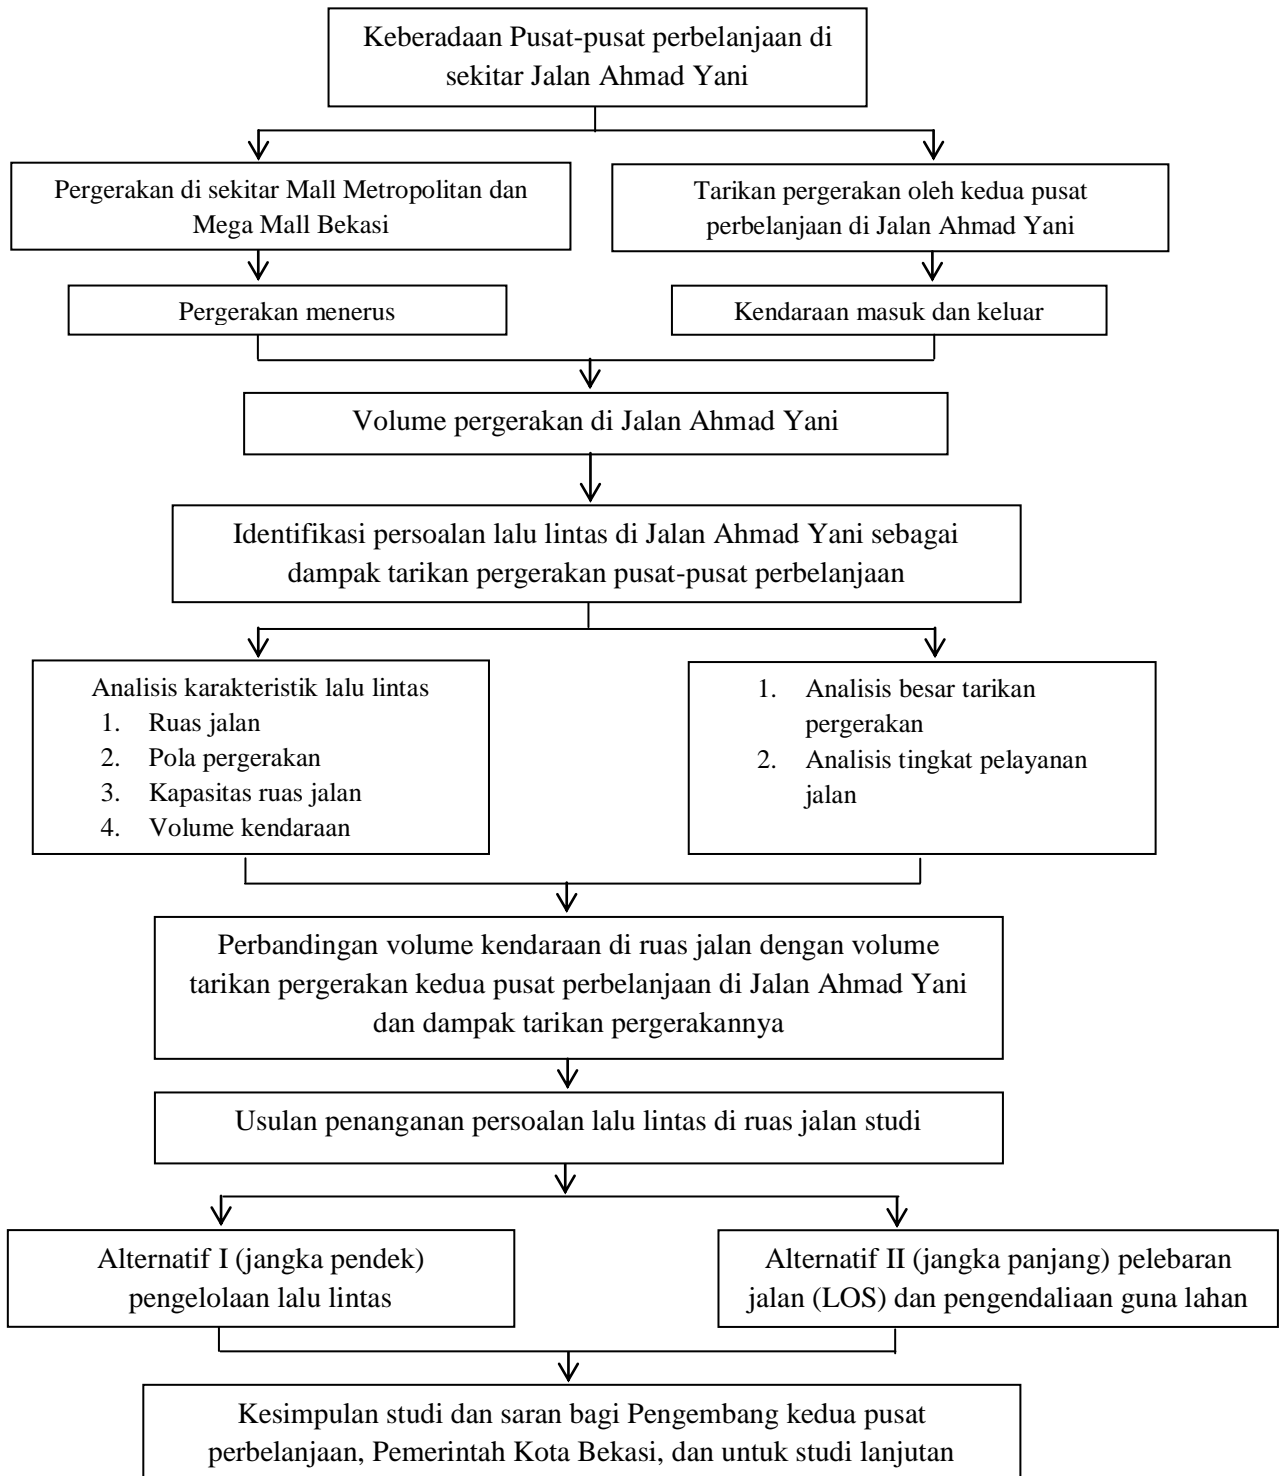 Keberadaan Pusat-pusat perbelanjaan di
sekitar Jalan Ahmad Yani
Pergerakan di sekitar Mall Metropolitan dan
Mega Mall Bekasi
Tarikan pergerakan oleh kedua pusat
perbelanjaan di Jalan Ahmad Yani
Pergerakan menerus
Kendaraan masuk dan keluar
Volume pergerakan di Jalan Ahmad Yani
Identifikasi persoalan lalu lintas di Jalan Ahmad Yani sebagai
dampak tarikan pergerakan pusat-pusat perbelanjaan
Analisis karakteristik lalu lintas
1. Ruas jalan
2. Pola pergerakan
3. Kapasitas ruas jalan
4. Volume kendaraan
1. Analisis besar tarikan
pergerakan
2. Analisis tingkat pelayanan
jalan
Perbandingan volume kendaraan di ruas jalan dengan volume
tarikan pergerakan kedua pusat perbelanjaan di Jalan Ahmad Yani
dan dampak tarikan pergerakannya
Usulan penanganan persoalan lalu lintas di ruas jalan studi
Alternatif I (jangka pendek)
pengelolaan lalu lintas
Alternatif II (jangka panjang) pelebaran
jalan (LOS) dan pengendaliaan guna lahan
Kesimpulan studi dan saran bagi Pengembang kedua pusat
perbelanjaan, Pemerintah Kota Bekasi, dan untuk studi lanjutan